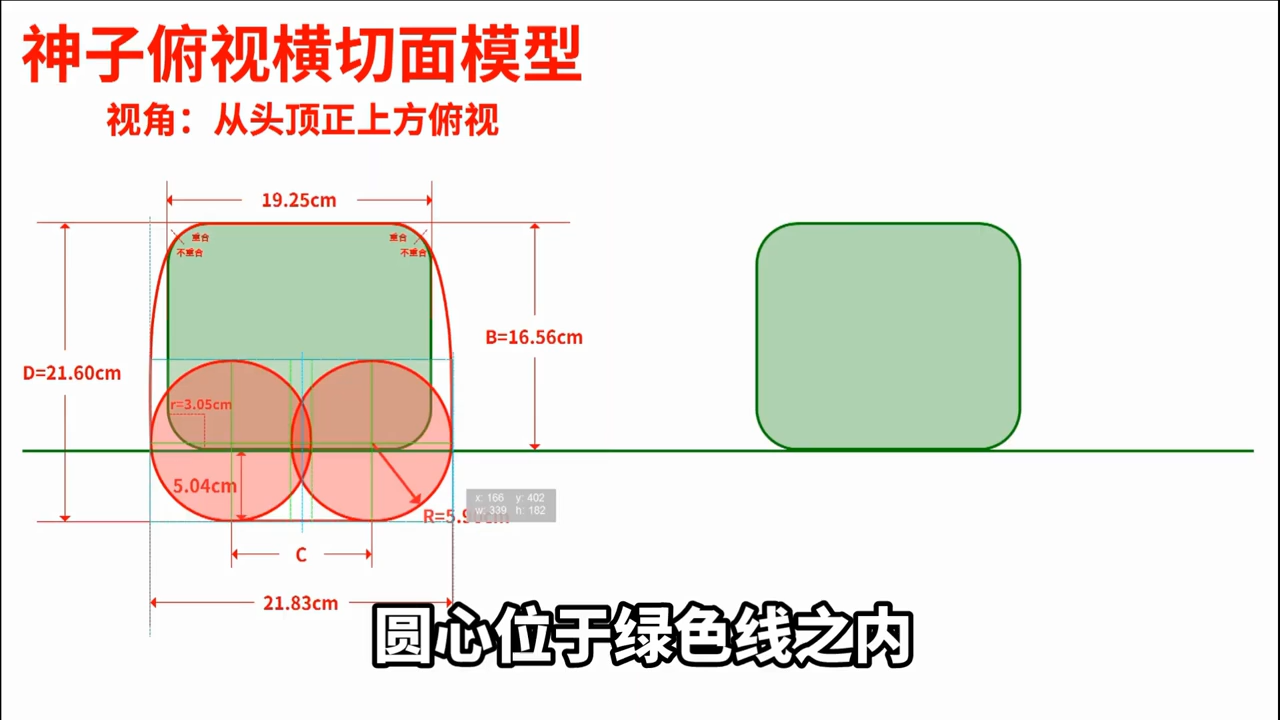 神子俯视横切面模型
视角：从头顶正上方俯视
19.25cm
重合
重合
不重合
不重合
B=16.56cm
D=21.60cm
r=3.05cm
5.04cm
x: 166 y: 402
w: 339 h: 182
C
21.83cm
圆心位于绿色线之内